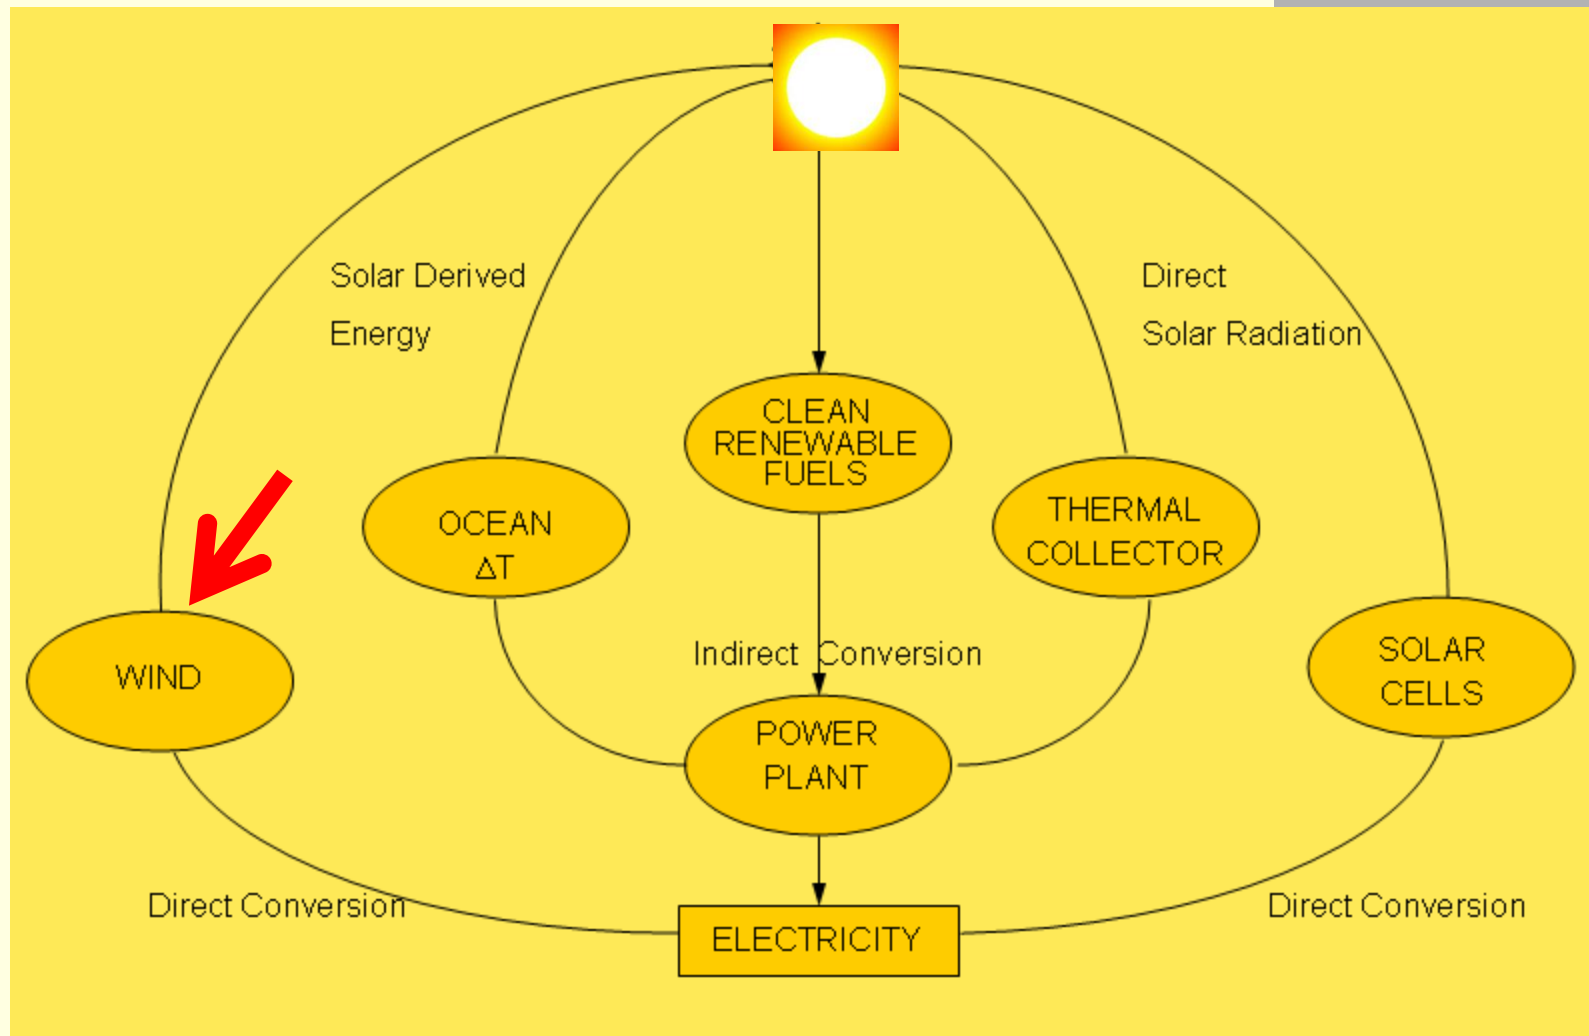 Solar Derived
Energy
Direct
Solar Radiation
CLEAN
RENEWABLE
FUELS
OCEAN
ΔT
THERMAL
COLLECTOR
Indirect Conversion
WIND
SOLAR
CELLS
POWER
PLANT
Direct Conversion
Direct Conversion
ELECTRICITY